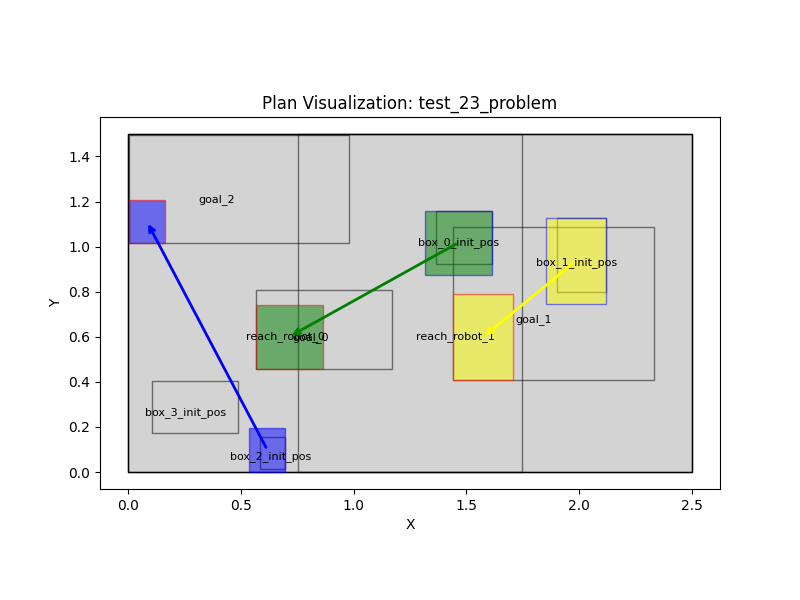 Plan Visualization: test_23_problem
1.4
1.2
1.0
0.8
0.6
0.4
0.2
0.0
Y
goal_2
box_0_init_pos
box_1_init_pos
goal_1
reach_robot_0
goal_0
reach_robot_1
box_3_init_pos
box_2_init_pos
0.0 0.5 1.0 1.5 2.0 2.5
X